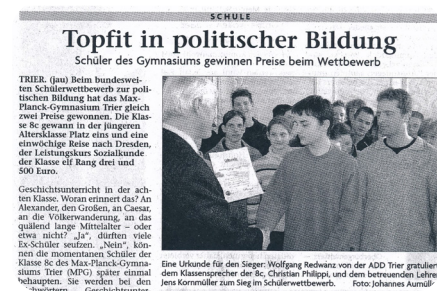 SCHULE
Topfit in politischer Bildung
Schüler des Gymnasiums gewinnen Preise beim Wettbewerb
TRIER. (jau) Beim bundeswei-
ten Schülerwettbewerb zur poli-
tischen Bildung hat das Max-
Planck-Gymnasium Trier gleich
zwei Preise gewonnen. Die Klas-
se 8c gewann in der jüngeren
Altersklasse Platz eins und eine
einwöchige Reise nach Dresden,
der Leistungskurs Sozialkunde
der Klasse elf Rang drei und
500 Euro.
Geschichtsunterricht in der ach-
ten Klasse. Woran erinnert das? An
Alexander, den Großen, an Caesar,
an die Völkerwanderung, an das
quälend lange Mittelalter – oder
etwa nicht? „Ja“, dürften viele
Ex-Schüler seufzen. „Nein“, kön-
nen die momentanen Schüler der
Klasse 8c des Max-Planck-Gymna-
siums Trier (MPG) später einmal
behaupten. Sie werden bei den
Geschichtsunter-
Urkunde
Eine Urkunde für den Sieger: Wolfgang Redwanz von der ADD Trier gratuliert
dem Klassensprecher der 8c, Christian Philippi, und dem betreuenden Lehrer
Jens Kornmüller zum Sieg im Schülerwettbewerb. Foto: Johannes Aumüll-